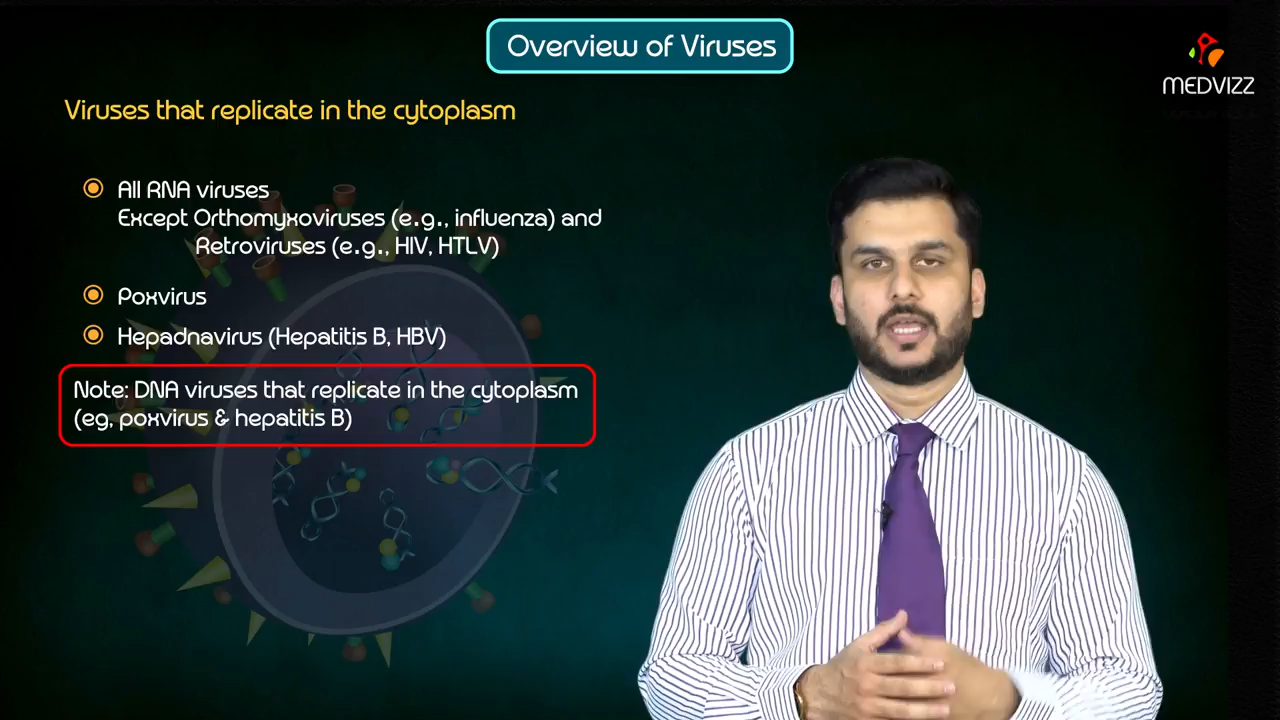 Overview of Viruses
MEDVIZZ
Viruses that replicate in the cytoplasm
All RNA viruses
Except Orthomyxoviruses (e.g., influenza) and
Retroviruses (e.g., HIV, HTLV)
Poxvirus
Hepadnavirus (Hepatitis B, HBV)
Note: DNA viruses that replicate in the cytoplasm
(eg, poxvirus & hepatitis B)